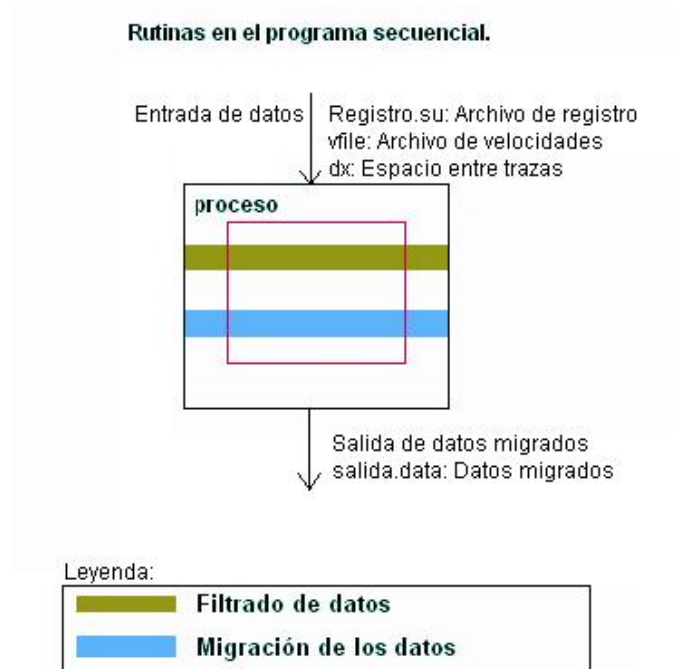 Rutinas en el programa secuencial.
Entrada de datos
Registro.su: Archivo de registro
vfile: Archivo de velocidades
dx: Espacio entre trazas
proceso
Salida de datos migrados
salida.data: Datos migrados
Leyenda:
Filtrado de datos
Migración de los datos